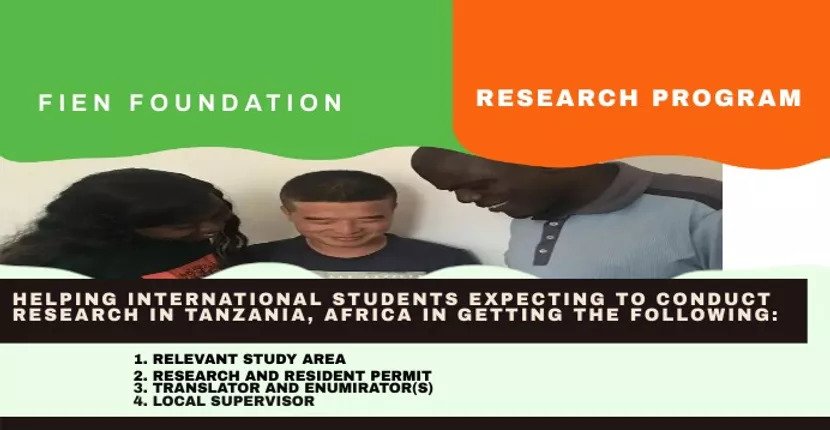 FIEN FOUNDATION
RESEARCH PROGRAM
HELPING INTERNATIONAL STUDENTS EXPECTING TO CONDUCT
RESEARCH IN TANZANIA, AFRICA IN GETTING THE FOLLOWING:
1. RELEVANT STUDY AREA
2. RESEARCH AND RESIDENT PERMIT
3. TRANSLATOR AND ENUMIRATOR(S)
4. LOCAL SUPERVISOR